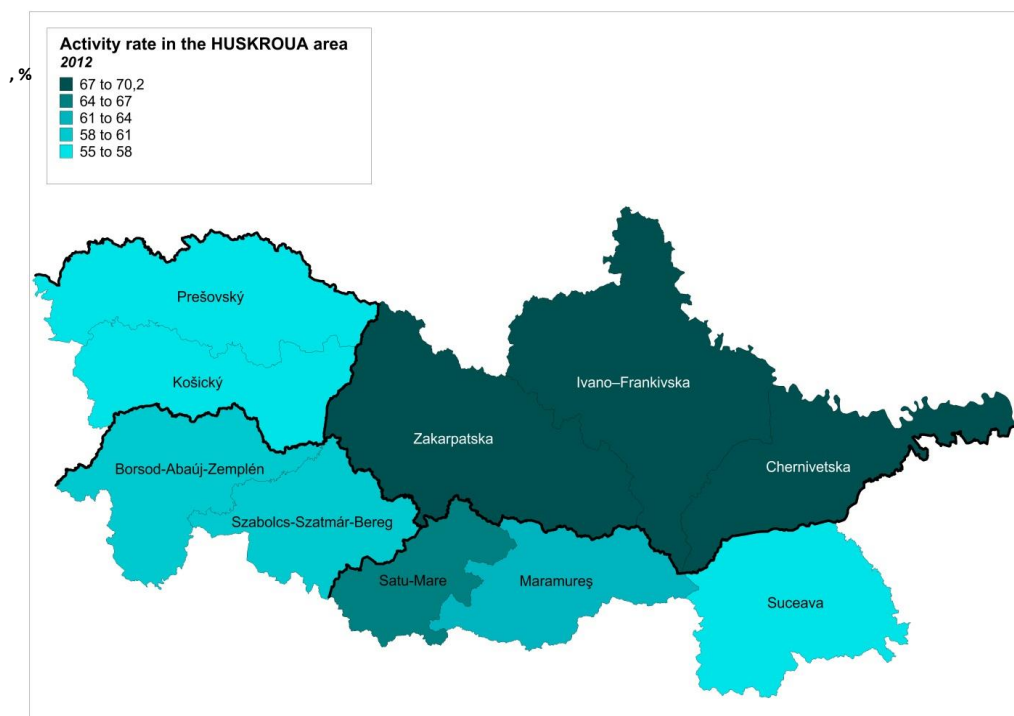 Activity rate in the HUSKROUA area
2012
, %
67 to 70,2
64 to 67
61 to 64
58 to 61
55 to 58
Prešovský
Košický
Ivano–Frankivska
Zakarpatska
Borsod-Abaúj-Zemplén
Chernivetska
Szabolcs-Szatmár-Bereg
Satu-Mare
Maramureş
Suceava